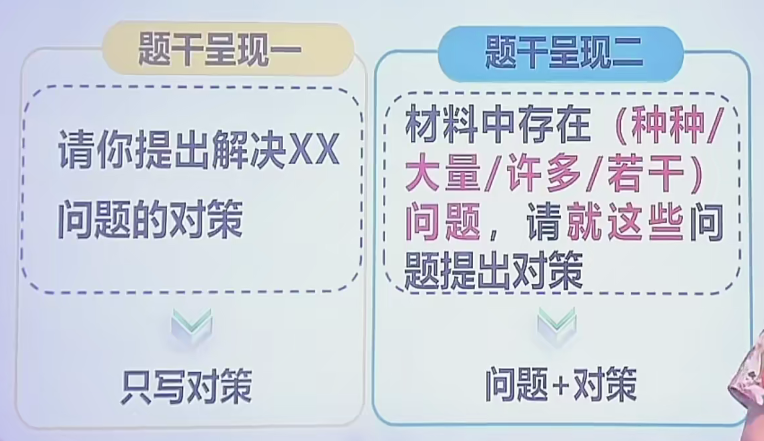 题干呈现一
请你提出解决XX
问题的对策
只写对策
题干呈现二
材料中存在（种种/
大量/许多/若干）
问题，请就这些问
题提出对策
问题+对策